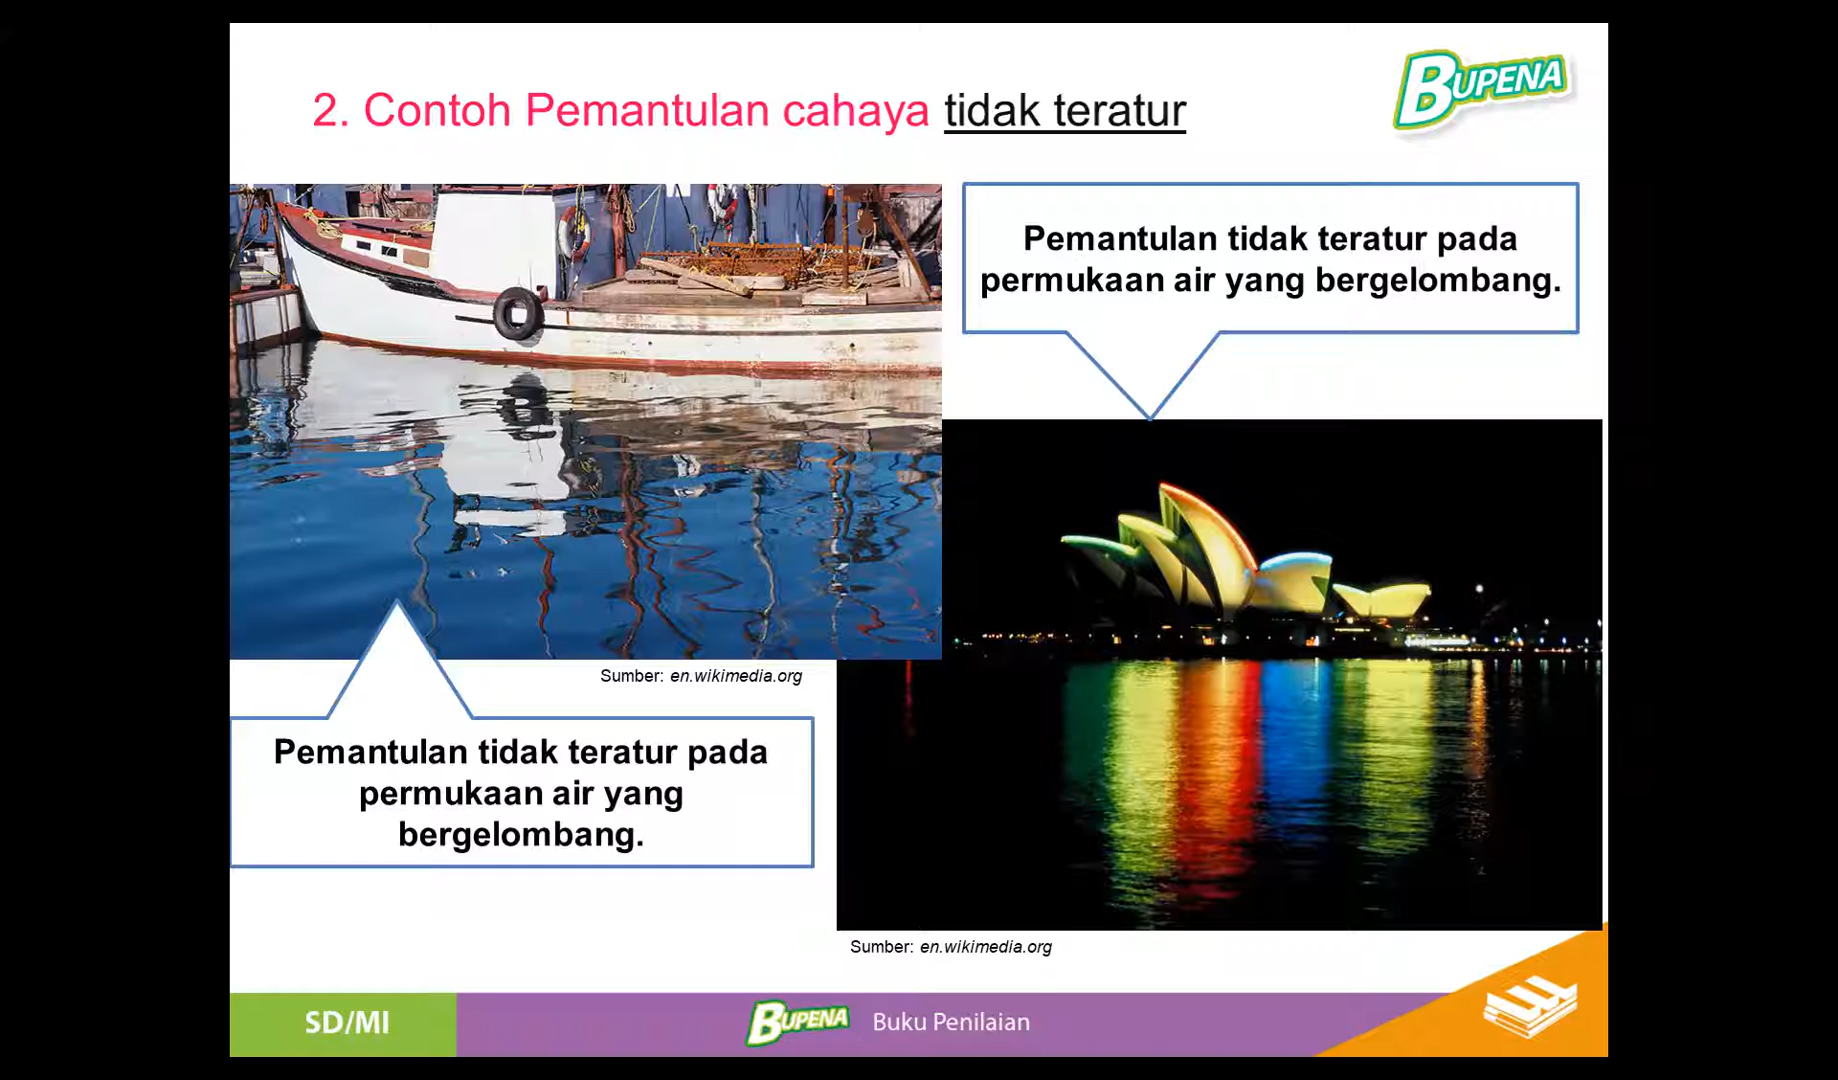 BUPENA
2. Contoh Pemantulan cahaya tidak teratur
Pemantulan tidak teratur pada
permukaan air yang bergelombang.
Sumber: en.wikimedia.org
Pemantulan tidak teratur pada
permukaan air yang
bergelombang.
Sumber: en.wikimedia.org
SD/MI
BUPENA
Buku Penilaian